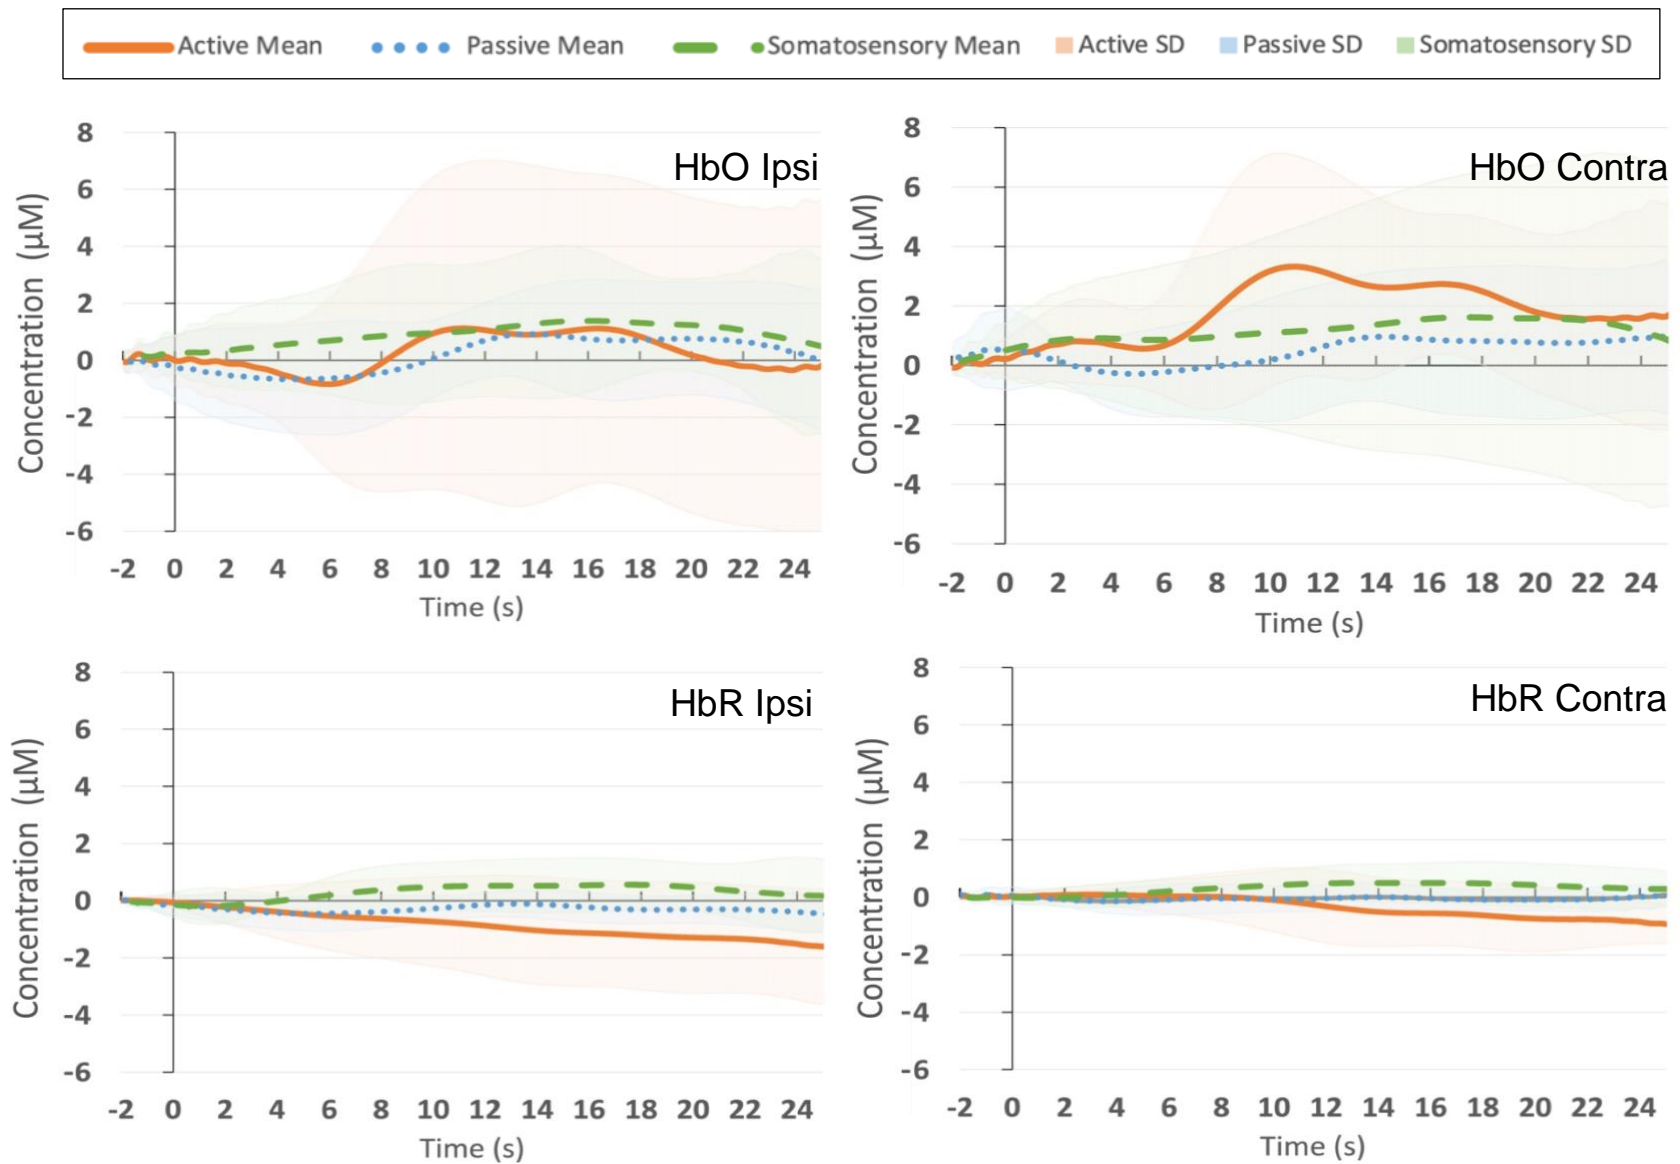 Active Mean Passive Mean Somatosensory Mean Active SD Passive SD Somatosensory SD
HbO Ipsi
Concentration (μM)
8
6
4
2
0
-2
-4
-6
-2 0 2 4 6 8 10 12 14 16 18 20 22 24
Time (s)
HbO Contra
Concentration (μM)
8
6
4
2
0
-2
-4
-6
-2 0 2 4 6 8 10 12 14 16 18 20 22 24
Time (s)
HbR Ipsi
Concentration (μM)
8
6
4
2
0
-2
-4
-6
-2 0 2 4 6 8 10 12 14 16 18 20 22 24
Time (s)
HbR Contra
Concentration (μM)
8
6
4
2
0
-2
-4
-6
-2 0 2 4 6 8 10 12 14 16 18 20 22 24
Time (s)